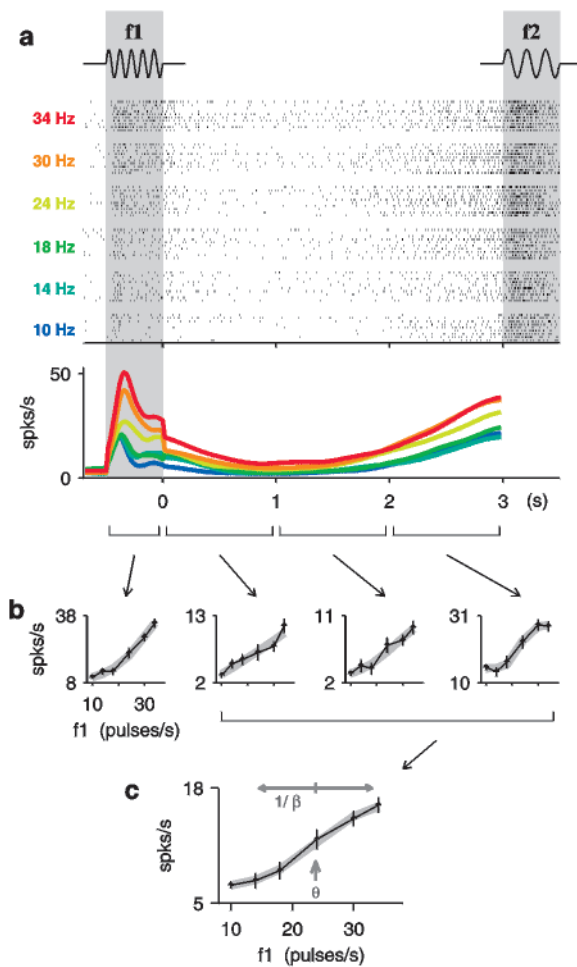 a
f1 f2
34 Hz
30 Hz
24 Hz
18 Hz
14 Hz
10 Hz
50
spks/s
0
0 1 2 3 (s)
b
spks/s
38 13 11 31
8 2 2 10
10 30
f1 (pulses/s)
c
18
1/β
spks/s
θ
5
10 20 30
f1 (pulses/s)